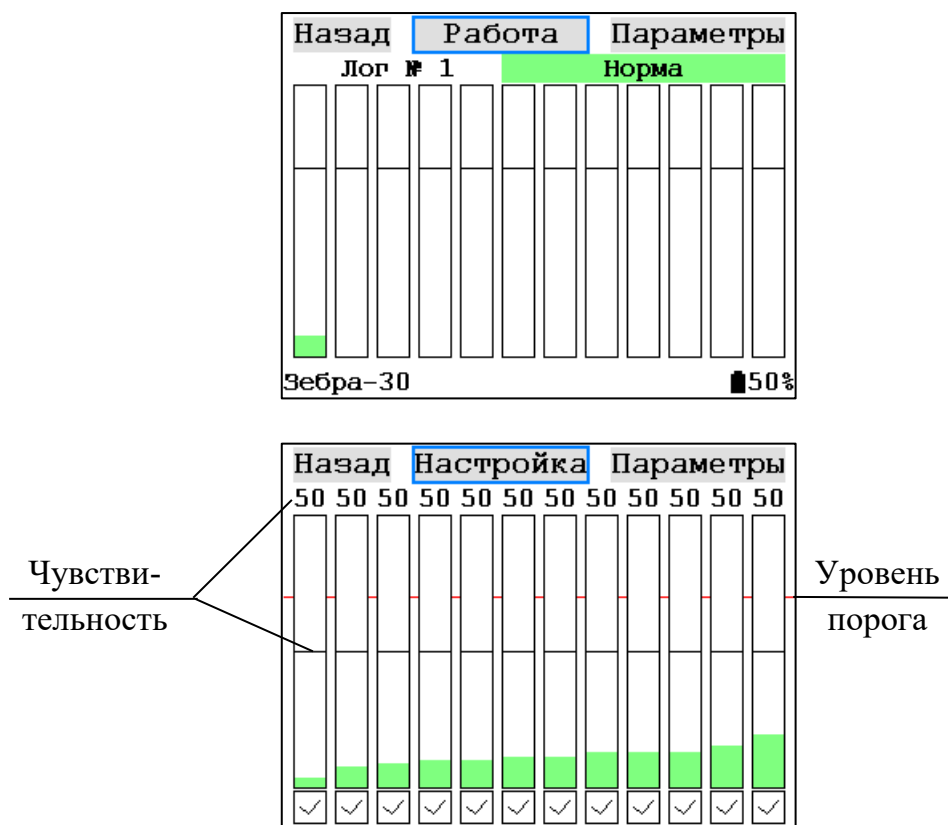 Назад Работа Параметры
Лог № 1 Норма
Зебра-30 50%
Назад Настройка Параметры
50 50 50 50 50 50 50 50 50 50 50 50
Чувстви-
тельность
Уровень
порога